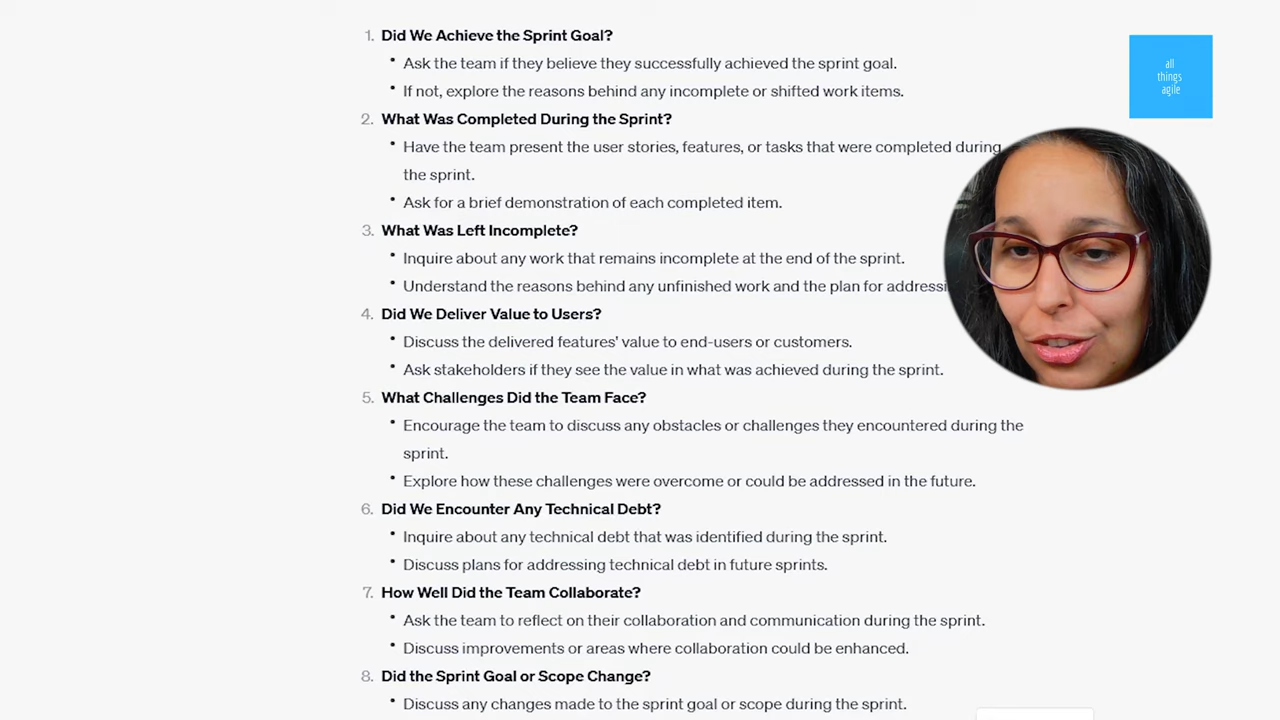 1. Did We Achieve the Sprint Goal?
• Ask the team if they believe they successfully achieved the sprint goal.
• If not, explore the reasons behind any incomplete or shifted work items.
2. What Was Completed During the Sprint?
• Have the team present the user stories, features, or tasks that were completed during
the sprint.
• Ask for a brief demonstration of each completed item.
3. What Was Left Incomplete?
• Inquire about any work that remains incomplete at the end of the sprint.
• Understand the reasons behind any unfinished work and the plan for
4. Did We Deliver Value to Users?
• Discuss the delivered features' value to end-users or customers.
• Ask stakeholders if they see the value in what was achieved during the sprint.
5. What Challenges Did the Team Face?
• Encourage the team to discuss any obstacles or challenges they encountered during the
sprint.
• Explore how these challenges were overcome or could be addressed in the future.
6. Did We Encounter Any Technical Debt?
• Inquire about any technical debt that was identified during the sprint.
• Discuss plans for addressing technical debt in future sprints.
7. How Well Did the Team Collaborate?
• Ask the team to reflect on their collaboration and communication during the sprint.
• Discuss improvements or areas where collaboration could be enhanced.
8. Did the Sprint Goal or Scope Change?
• Discuss any changes made to the sprint goal or scope during the sprint.
all
things
agile